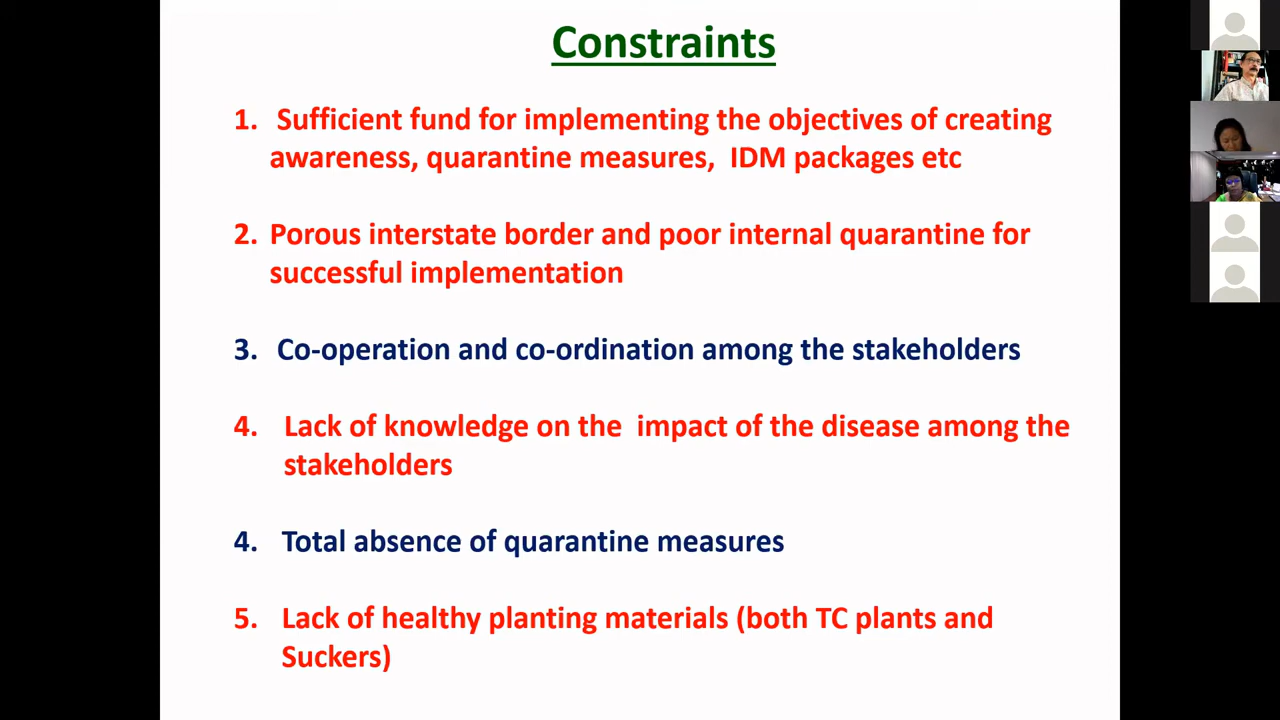 Constraints
1. Sufficient fund for implementing the objectives of creating
awareness, quarantine measures, IDM packages etc
2. Porous interstate border and poor internal quarantine for
successful implementation
3. Co-operation and co-ordination among the stakeholders
4. Lack of knowledge on the impact of the disease among the
stakeholders
4. Total absence of quarantine measures
5. Lack of healthy planting materials (both TC plants and
Suckers)